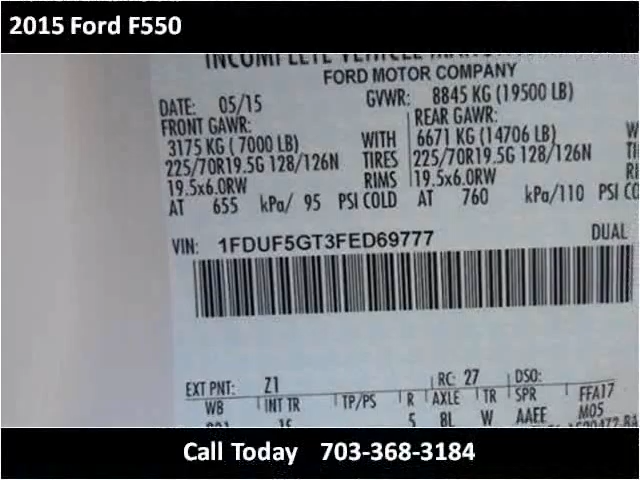 2015 Ford F550
INCOMPLETE VEHICLE
FORD MOTOR COMPANY
DATE: 05/15 GVWR: 8845 KG (19500 LB)
FRONT GAWR: REAR GAWR:
3175 KG ( 7000 LB) WITH 6671 KG (14706 LB)
225/70R19.5G 128/126N TIRES 225/70R19.5G 128/126N
19.5x6.0RW RIMS 19.5x6.0RW
AT 655 kPa/ 95 PSI COLD AT 760 kPa/110 PSI
VIN: 1FDUF5GT3FED69777 DUAL
EXT PNT: Z1 RC: 27 DSO:
WB INT TR TP/PS R AXLE TR SPR FFA17
5 8L W AAEE M05
Call Today 703-368-3184